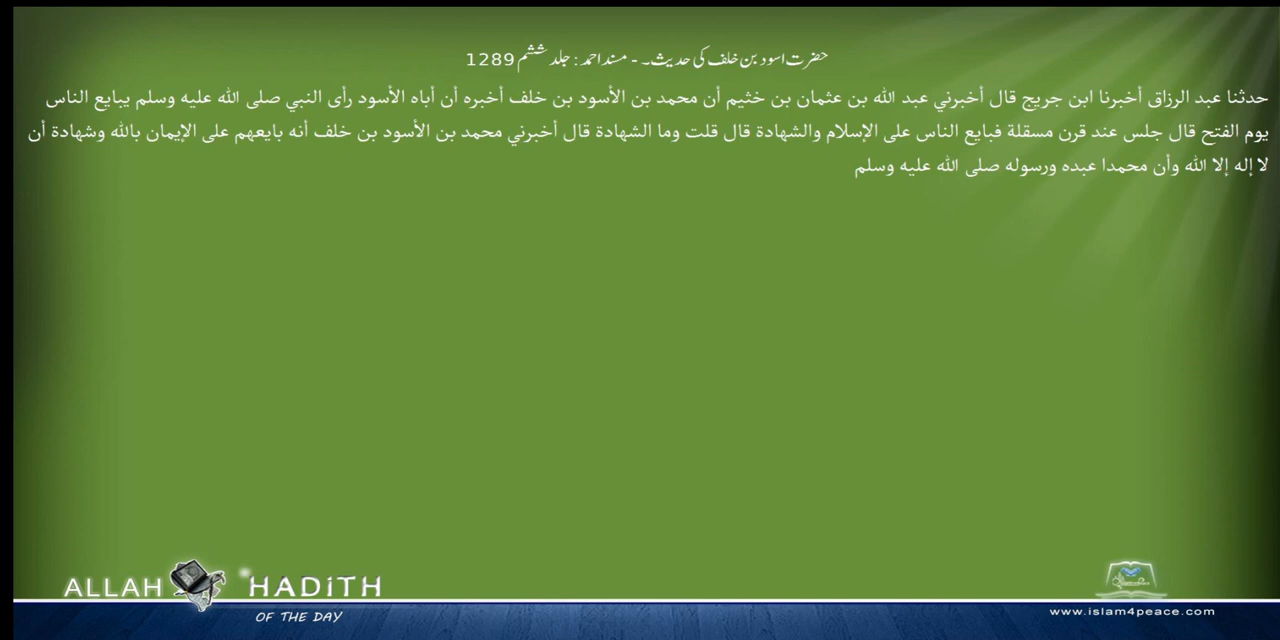 حضرت اسود بن خلف کی حدیث۔ - مسند احمد : جلد ششم 1289
حدثنا عبد الرزاق أخبرنا ابن جريج قال أخبرني عبد الله بن عثمان بن خثيم أن محمد بن الأسود بن خلف أخبره أن أباه الأسود رأى النبي صلى الله عليه وسلم يبايع الناس
يوم الفتح قال جلس عند قرن مسقلة فبايع الناس على الإسلام والشهادة قال قلت وما الشهادة قال أخبرني محمد بن الأسود بن خلف أنه بايعهم على الإيمان بالله وشهادة أن
لا إله إلا الله وأن محمدا عبده ورسوله صلى الله عليه وسلم
ALLAH HADITH
OF THE DAY
www.islam4peace.com